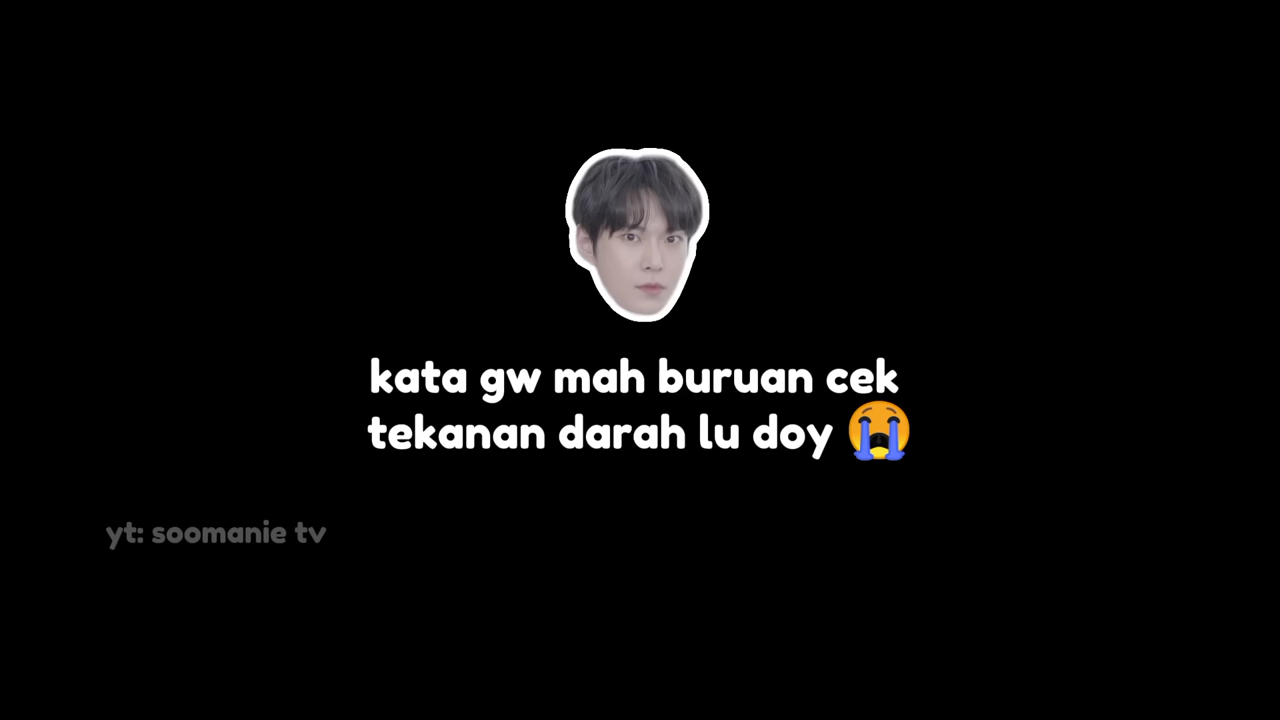 kata gw mah buruan cek
tekanan darah lu doy 😭
yt: soomanie tv